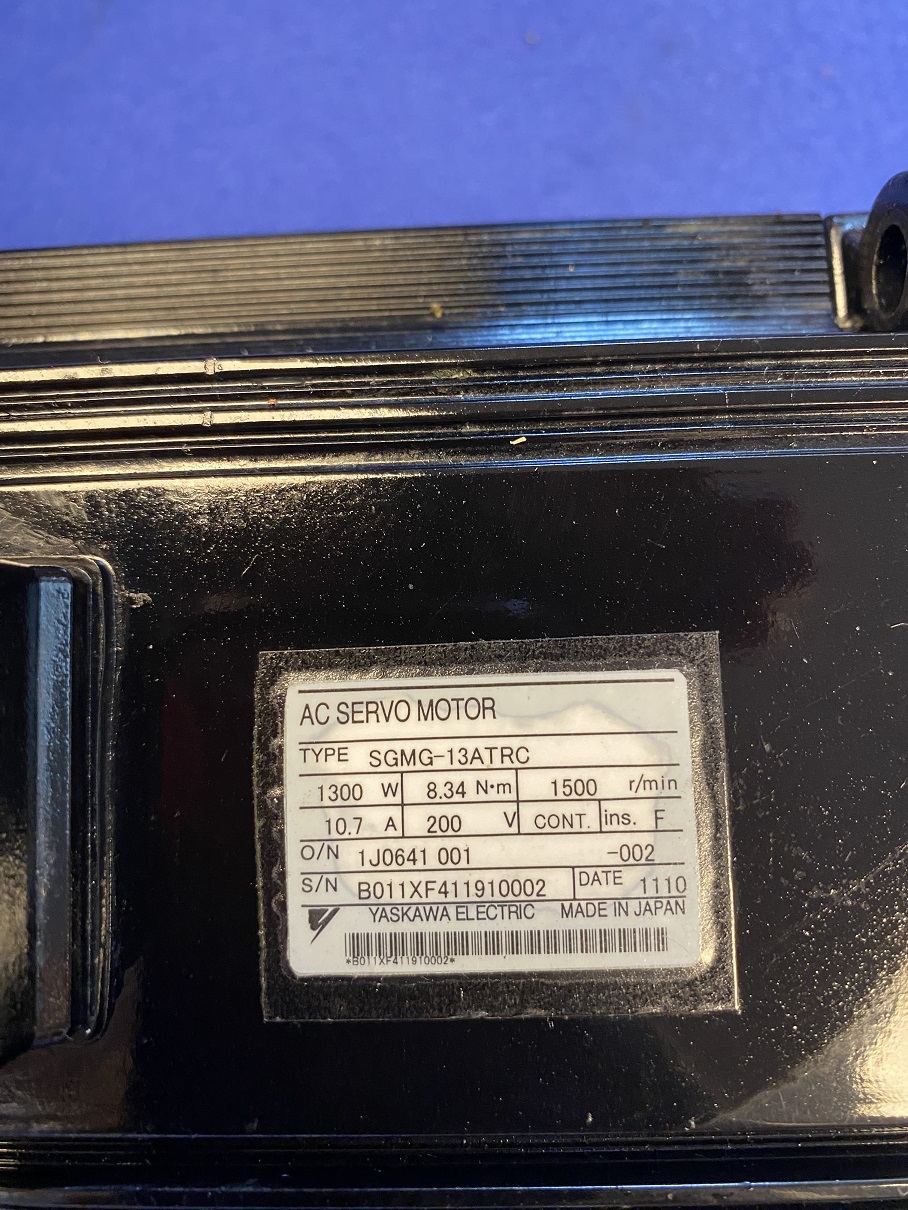 AC SERVO MOTOR
TYPE SGMG-13ATRC
1300 W 8.34 N·m 1500 r/min
10.7 A 200 V CONT. ins. F
O/N 1J0641 001 -002
S/N B011XF411910002 DATE 1110
YASKAWA ELECTRIC MADE IN JAPAN
*B011XF411910002*